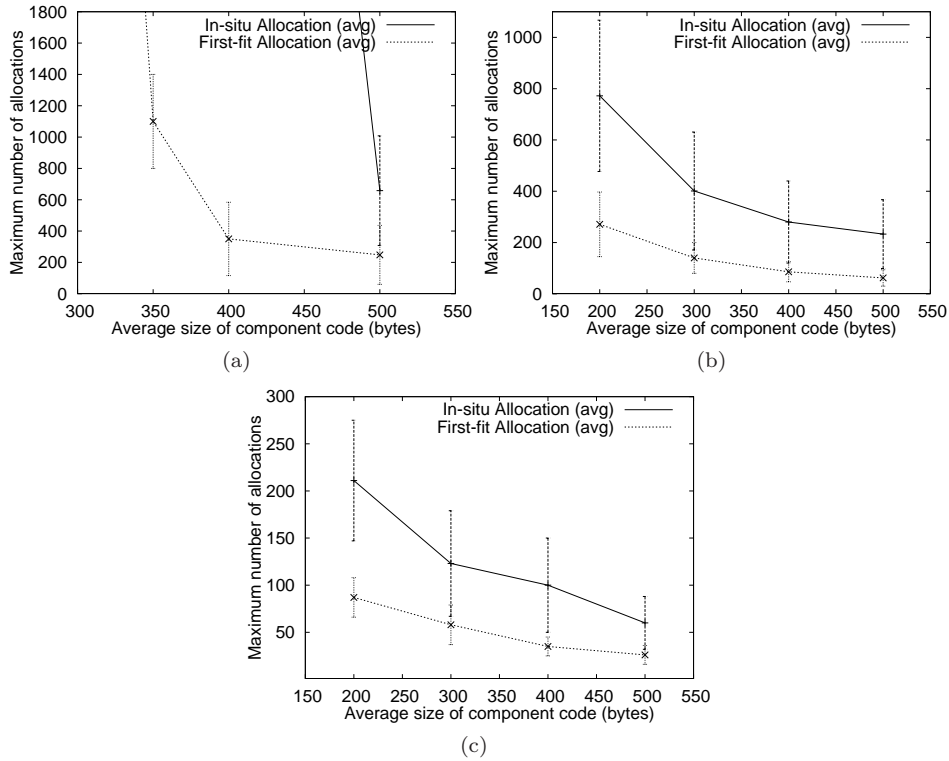 In-situ Allocation (avg)
First-fit Allocation (avg)
Maximum number of allocations
1800
1600
1400
1200
1000
800
600
400
200
0
300 350 400 450 500 550
Average size of component code (bytes)
(a)
In-situ Allocation (avg)
First-fit Allocation (avg)
Maximum number of allocations
1000
800
600
400
200
0
150 200 250 300 350 400 450 500 550
Average size of component code (bytes)
(b)
In-situ Allocation (avg)
First-fit Allocation (avg)
Maximum number of allocations
300
250
200
150
100
50
150 200 250 300 350 400 450 500 550
Average size of component code (bytes)
(c)